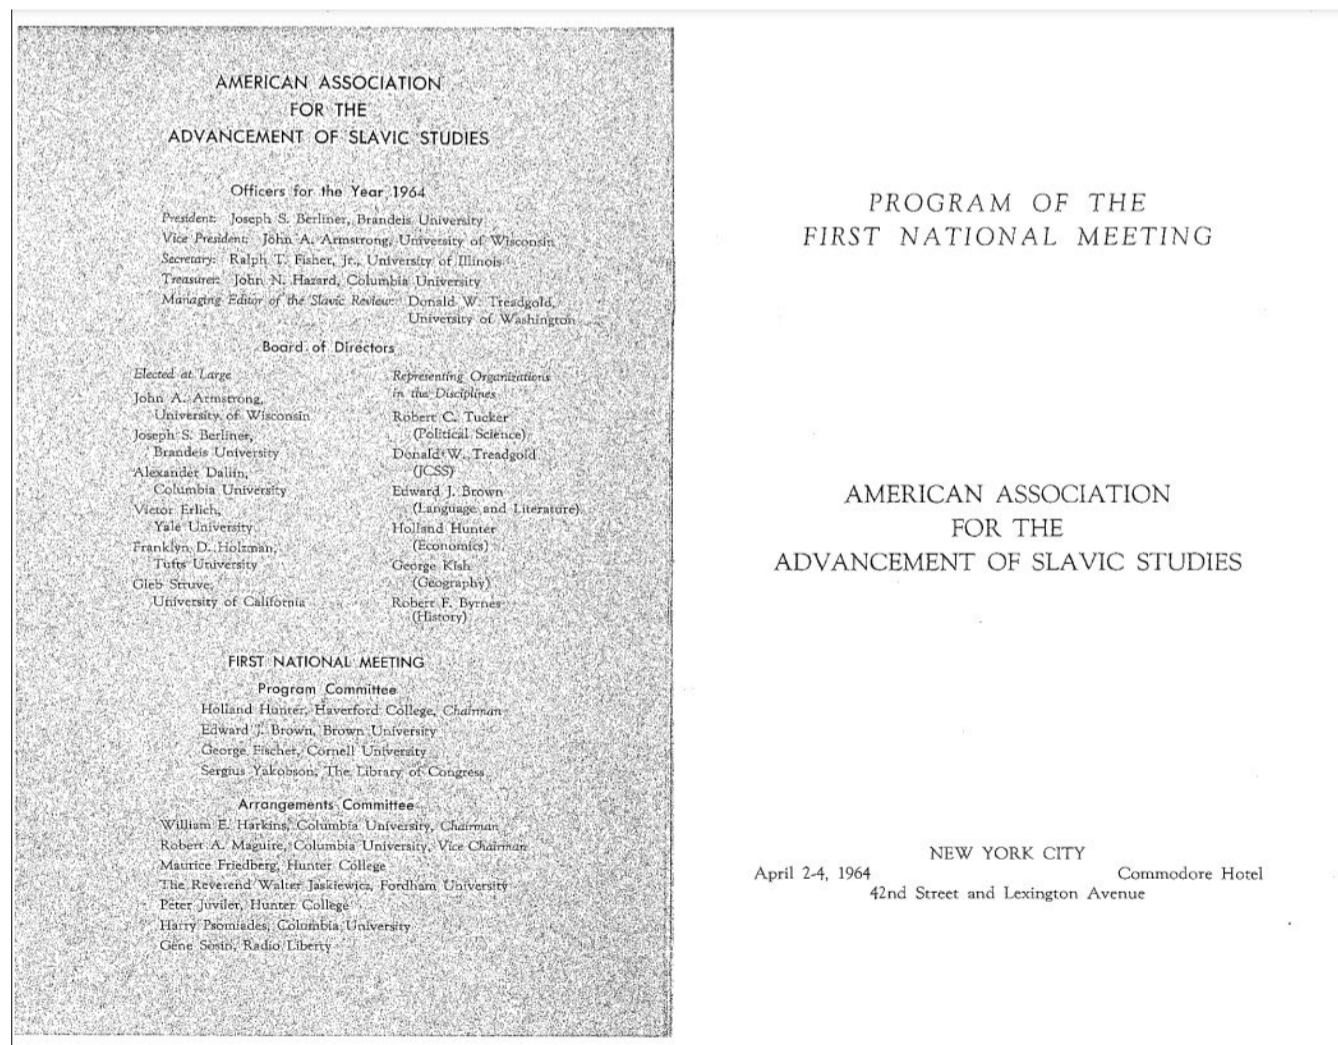 AMERICAN ASSOCIATION
FOR THE
ADVANCEMENT OF SLAVIC STUDIES
Officers for the Year 1964
President: Joseph S. Berliner, Brandeis University
Vice President: John A. Armstrong, University of Wisconsin
Secretary: Ralph T. Fisher, Jr., University of Illinois
Treasurer: John N. Hazard, Columbia University
Managing Editor of the Slavic Review: Donald W. Treadgold,
University of Washington
Board of Directors
Elected at Large
John A. Armstrong,
University of Wisconsin
Joseph S. Berliner,
Brandeis University
Alexander Dallin,
Columbia University
Victor Erlich,
Yale University
Franklyn D. Holzman,
Tufts University
Gleb Struve,
University of California
Representing Organizations
in the Disciplines
Robert C. Tucker
(Political Science)
Donald W. Treadgold
(JCSS)
Edward J. Brown
(Language and Literature)
Holland Hunter
(Economics)
George Kish
(Geography)
Robert F. Byrnes
(History)
FIRST NATIONAL MEETING
Program Committee
Holland Hunter, Haverford College, Chairman
Edward J. Brown, Brown University
George Fischer, Cornell University
Sergius Yakobson, The Library of Congress
Arrangements Committee
William E. Harkins, Columbia University, Chairman
Robert A. Maguire, Columbia University, Vice Chairman
Maurice Friedberg, Hunter College
The Reverend Walter Jaskiewicz, Fordham University
Peter Juviler, Hunter College
Harry Psomiades, Columbia University
Gene Sosin, Radio Liberty
PROGRAM OF THE
FIRST NATIONAL MEETING
AMERICAN ASSOCIATION
FOR THE
ADVANCEMENT OF SLAVIC STUDIES
NEW YORK CITY
April 2-4, 1964 Commodore Hotel
42nd Street and Lexington Avenue